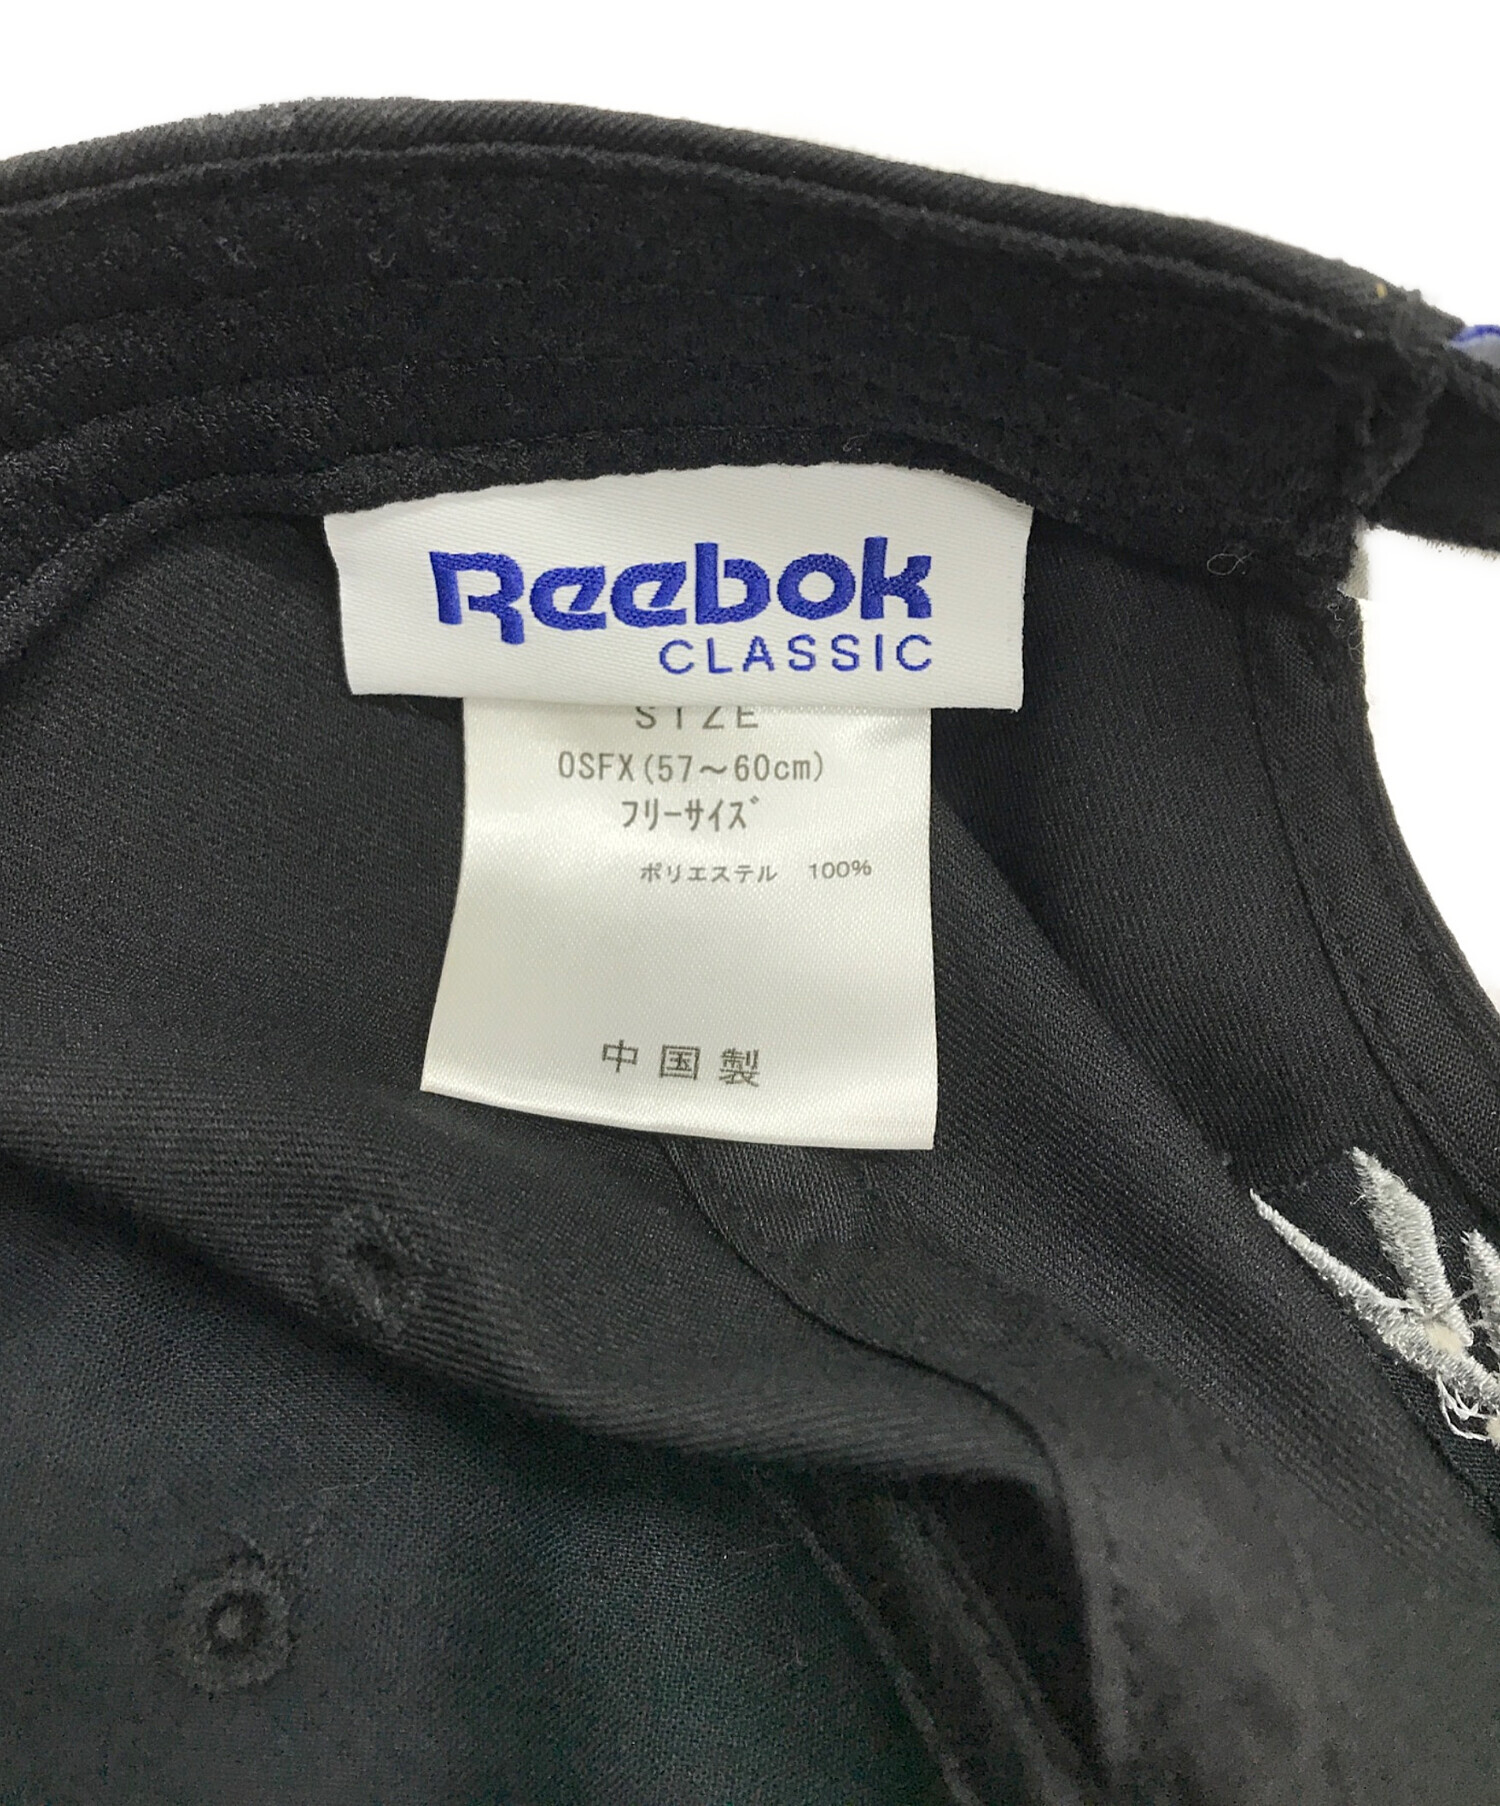 Reebok
CLASSIC
SIZE
OSFX(57～60cm)
フリーサイズ
ポリエステル 100%
中国製